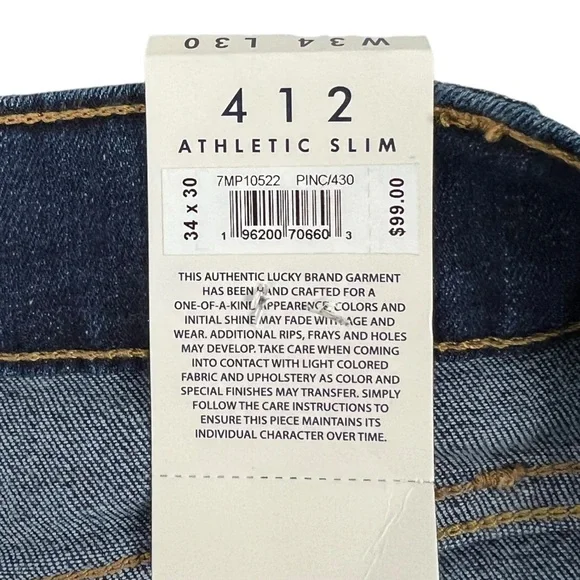 W34 L30
412
ATHLETIC SLIM
7MP10522 PINC/430
34 x 30
$99.00
1 96200 70660 3
THIS AUTHENTIC LUCKY BRAND GARMENT
HAS BEEN AND CRAFTED FOR A
ONE-OF-A-KIND APPEARENCE. COLORS AND
INITIAL SHINE MAY FADE WITH AGE AND
WEAR. ADDITIONAL RIPS, FRAYS AND HOLES
MAY DEVELOP. TAKE CARE WHEN COMING
INTO CONTACT WITH LIGHT COLORED
FABRIC AND UPHOLSTERY AS COLOR AND
SPECIAL FINISHES MAY TRANSFER. SIMPLY
FOLLOW THE CARE INSTRUCTIONS TO
ENSURE THIS PIECE MAINTAINS ITS
INDIVIDUAL CHARACTER OVER TIME.